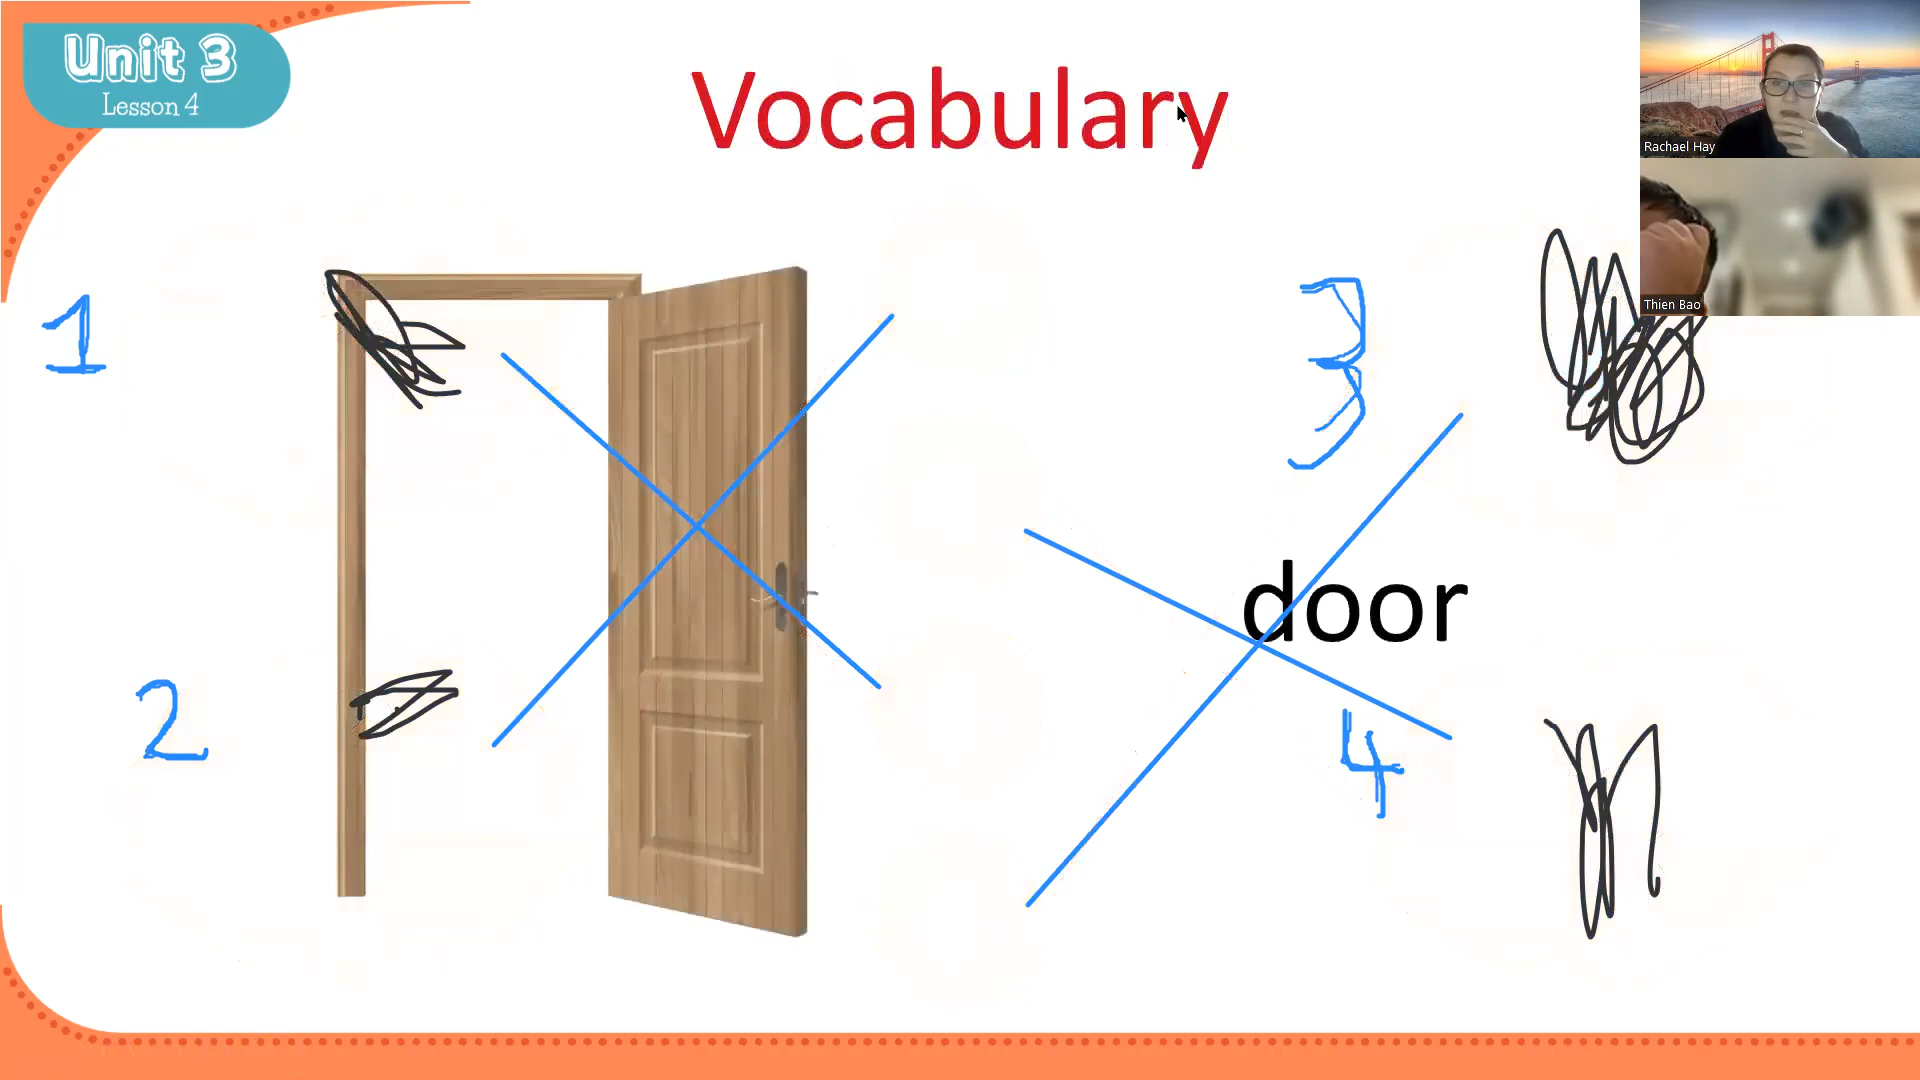 Unit 3
Lesson 4
Vocabulary
Rachael Hay
Thien Bao
1
3
door
2
4